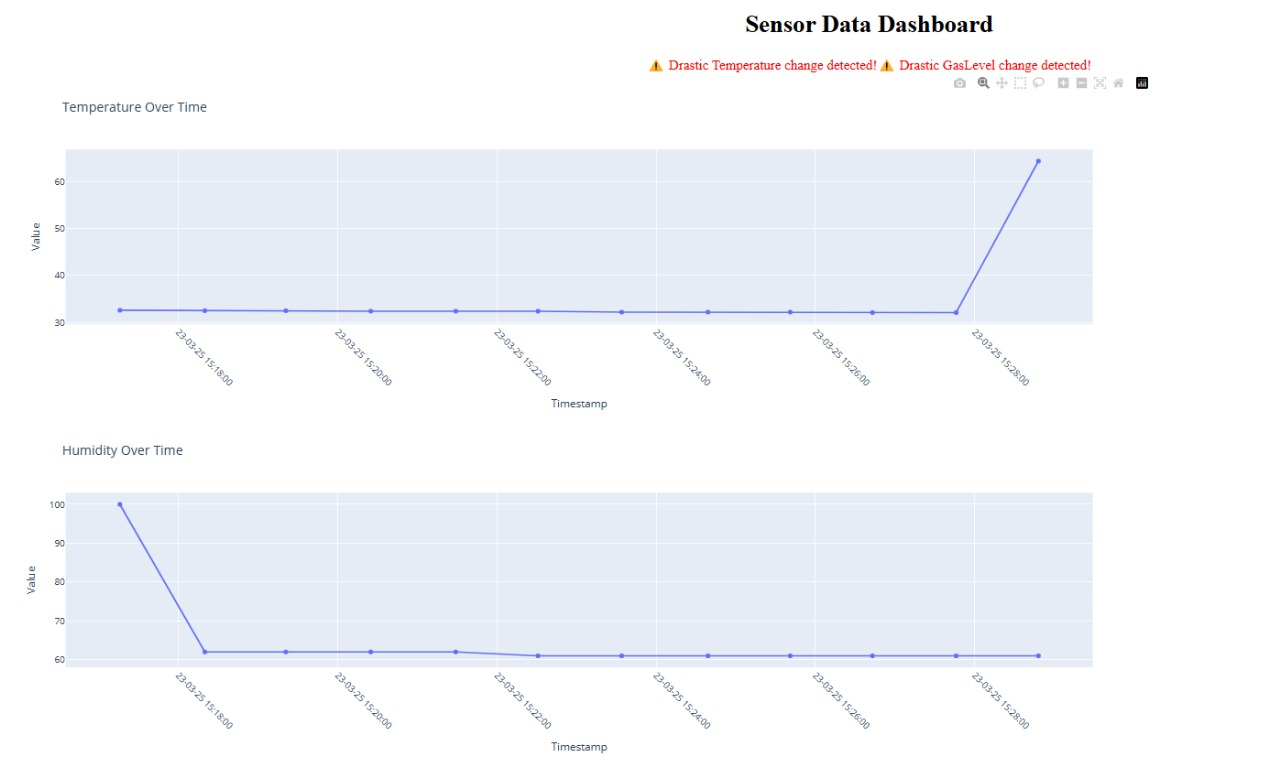 Sensor Data Dashboard
⚠️ Drastic Temperature change detected! ⚠️ Drastic GasLevel change detected!
Temperature Over Time
Value
60
50
40
30
23-03-25 15:18:00
23-03-25 15:20:00
23-03-25 15:22:00
23-03-25 15:24:00
23-03-25 15:26:00
23-03-25 15:28:00
Timestamp
Humidity Over Time
Value
100
90
80
70
60
23-03-25 15:18:00
23-03-25 15:20:00
23-03-25 15:22:00
23-03-25 15:24:00
23-03-25 15:26:00
23-03-25 15:28:00
Timestamp